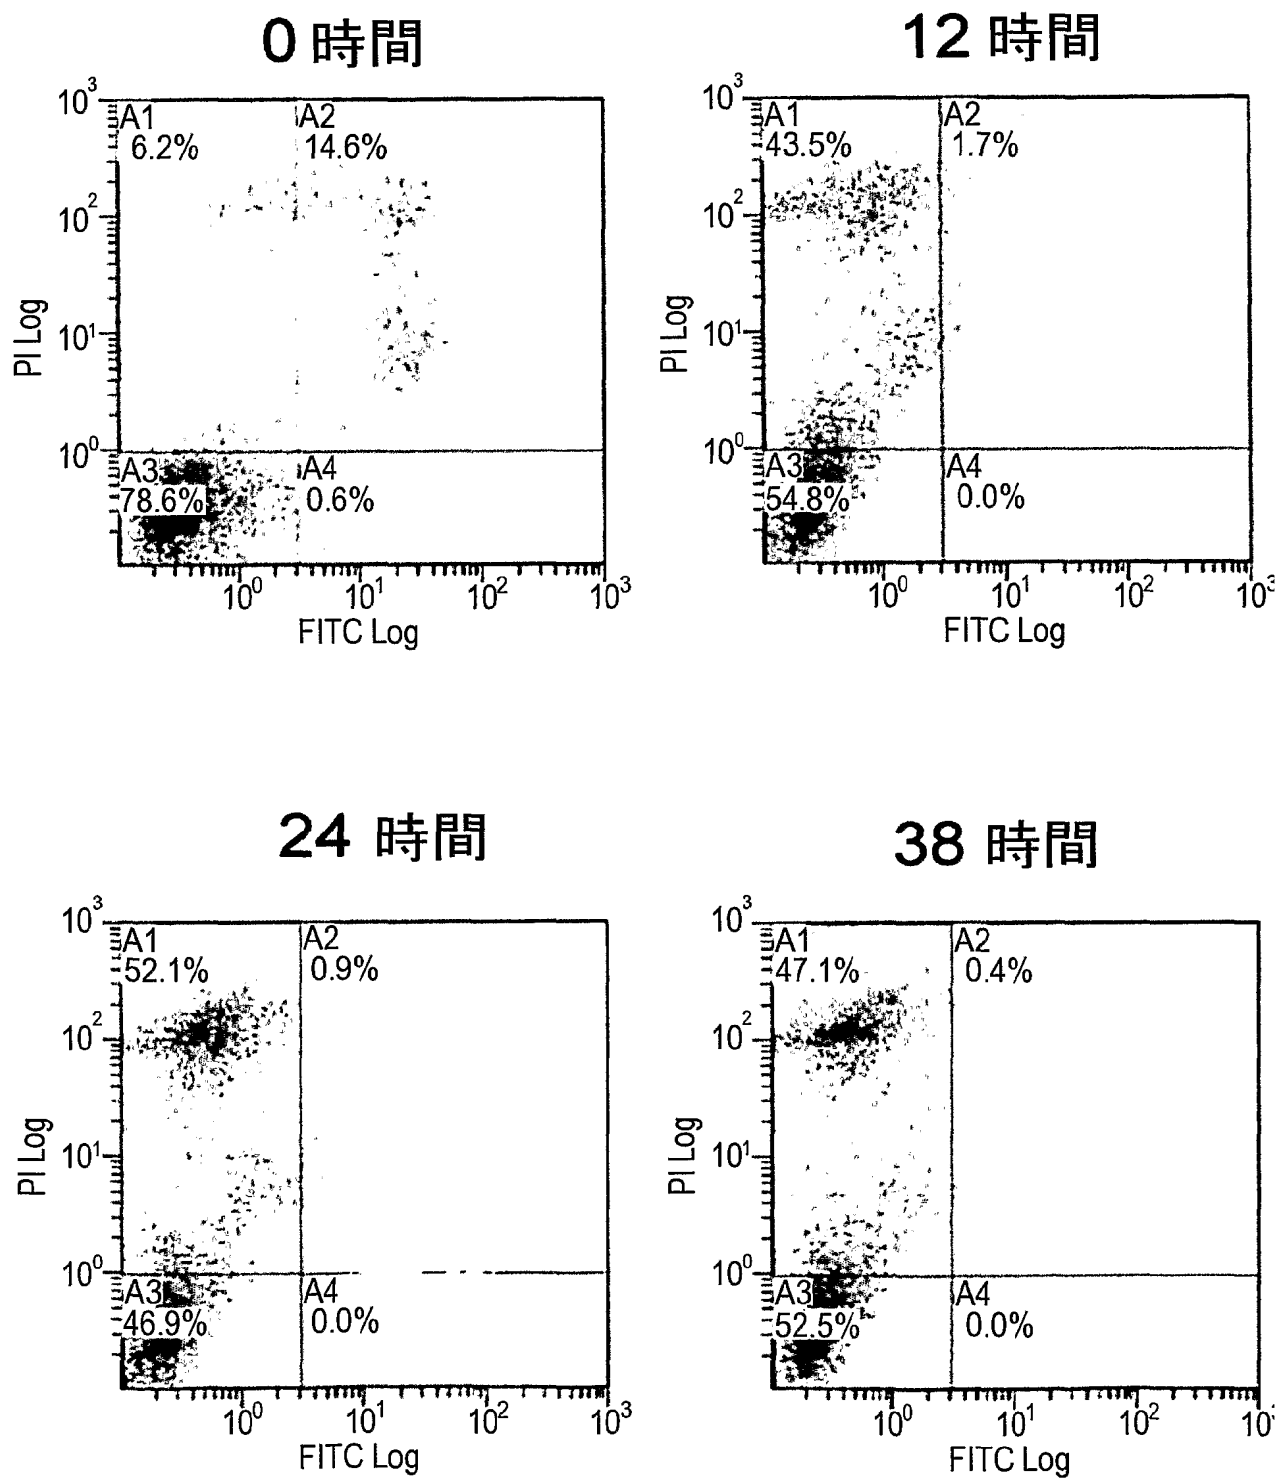 0 時間
10³
A1
6.2%
A2
14.6%
10²
PI Log
10¹
10⁰
A3
78.6%
A4
0.6%
10⁰ 10¹ 10² 10³
FITC Log
12 時間
10³
A1
43.5%
A2
1.7%
10²
PI Log
10¹
10⁰
A3
54.8%
A4
0.0%
10⁰ 10¹ 10² 10³
FITC Log
24 時間
10³
A1
52.1%
A2
0.9%
10²
PI Log
10¹
10⁰
A3
46.9%
A4
0.0%
10⁰ 10¹ 10² 10³
FITC Log
38 時間
10³
A1
47.1%
A2
0.4%
10²
PI Log
10¹
10⁰
A3
52.5%
A4
0.0%
10⁰ 10¹ 10² 10
FITC Log